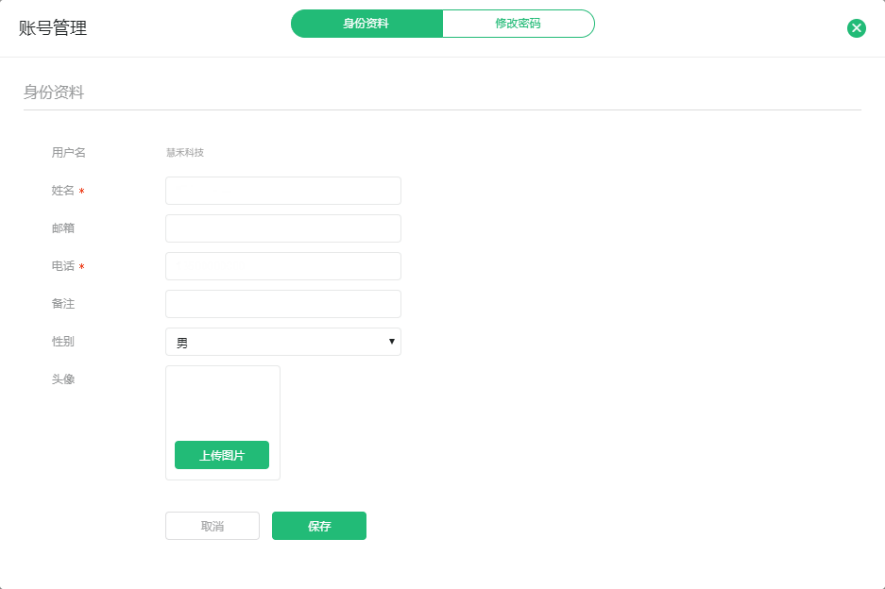 账号管理
身份资料
修改密码
身份资料
用户名 慧禾科技
姓名 *
邮箱
电话 *
备注
性别 男
头像
上传图片
取消 保存